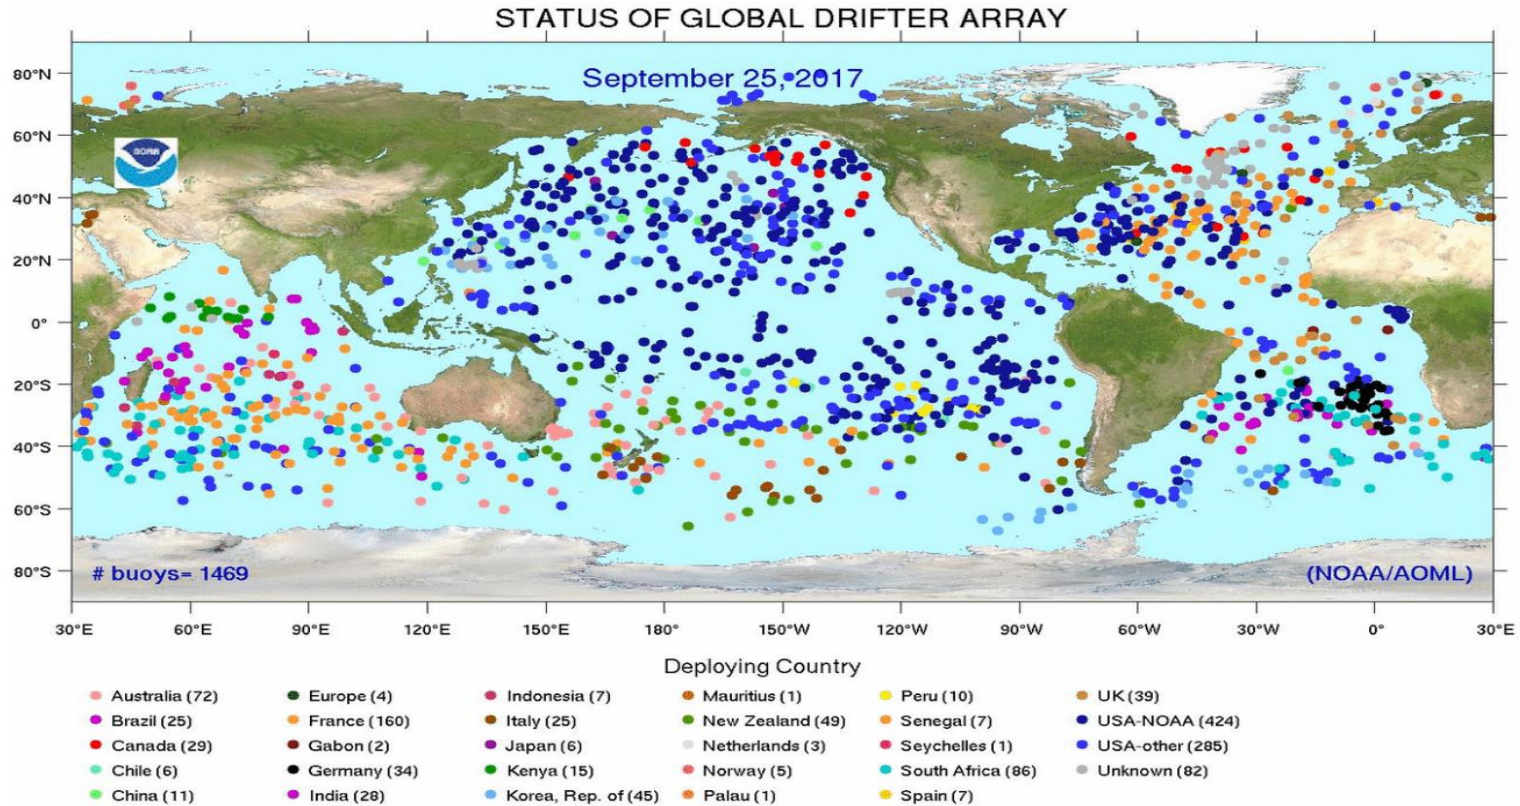 STATUS OF GLOBAL DRIFTER ARRAY
September 25, 2017
80°N
60°N
40°N
20°N
0°
20°S
40°S
60°S
80°S
NOAA
# buoys= 1469
(NOAA/AOML)
30°E 60°E 90°E 120°E 150°E 180° 150°W 120°W 90°W 60°W 30°W 0° 30°E
Deploying Country
Australia (72) Europe (4) Indonesia (7) Mauritius (1) Peru (10) UK (39)
Brazil (25) France (160) Italy (25) New Zealand (49) Senegal (7) USA-NOAA (424)
Canada (29) Gabon (2) Japan (6) Netherlands (3) Seychelles (1) USA-other (285)
Chile (6) Germany (34) Kenya (15) Norway (5) South Africa (86) Unknown (82)
China (11) India (28) Korea, Rep. of (45) Palau (1) Spain (7)